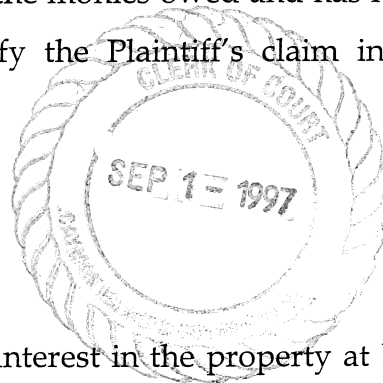 the monies owed and has
fy the Plaintiff's claim in
CLERK OF COURT
SEP 1 - 1997
interest in the property at